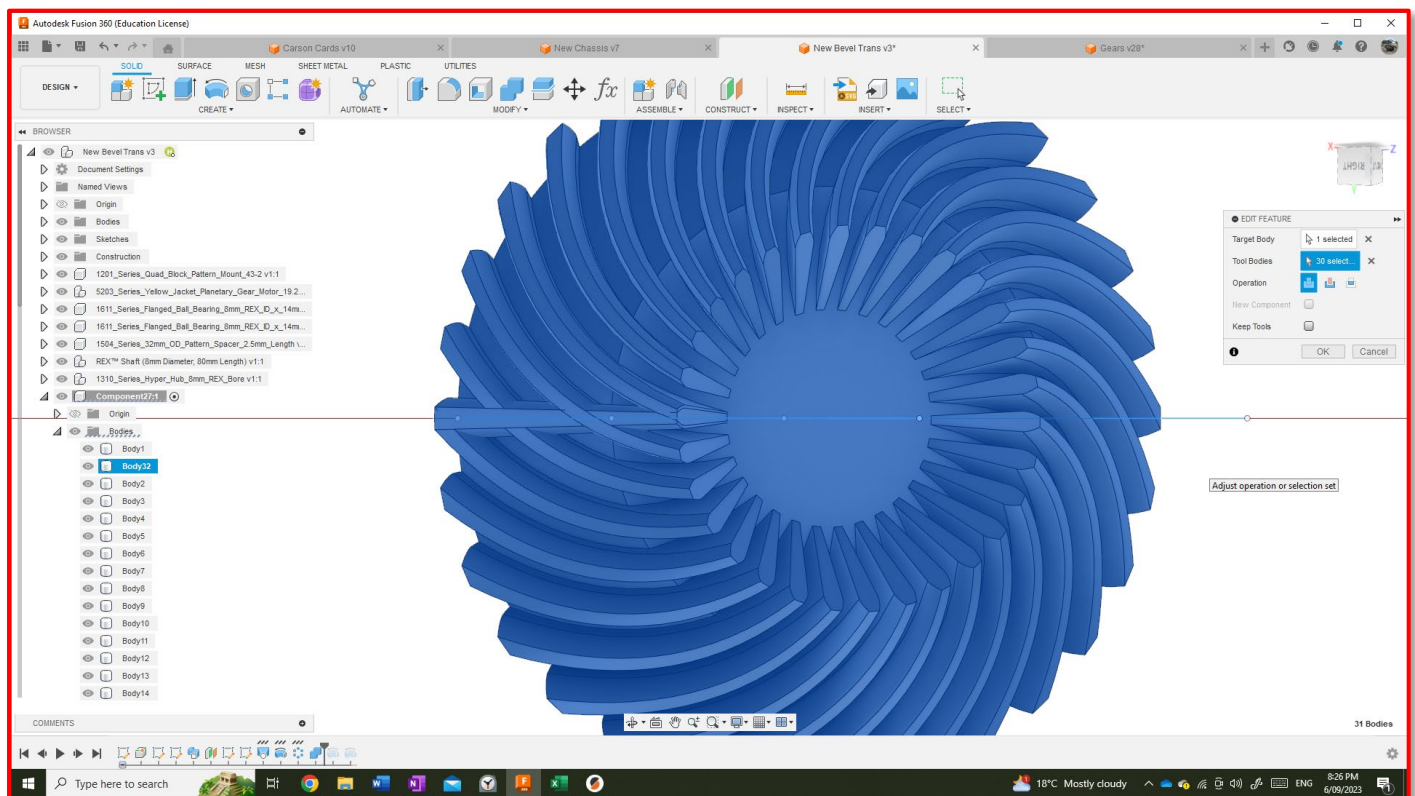 Autodesk Fusion 360 (Education License)
Carson Cards v10
New Chassis v7
New Bevel Trans v3*
Gears v28*
SOLID SURFACE MESH SHEET METAL PLASTIC UTILITIES
DESIGN
CREATE AUTOMATE MODIFY ASSEMBLE CONSTRUCT INSPECT INSERT SELECT
BROWSER
New Bevel Trans v3
Document Settings
Named Views
Origin
Bodies
Sketches
Construction
1201_Series_Quad_Block_Pattern_Mount_43-2 v1:1
5203_Series_Yellow_Jacket_Planetary_Gear_Motor_19.2...
1611_Series_Flanged_Ball_Bearing_8mm_REX_ID_x_14m...
1611_Series_Flanged_Ball_Bearing_8mm_REX_ID_x_14m...
1504_Series_32mm_OD_Pattern_Spacer_2.5mm_Length
REX™ Shaft (8mm Diameter, 80mm Length) v1:1
1310_Series_Hyper_Hub_8mm_REX_Bore v1:1
Component27:1
Origin
Bodies
Body1
Body32
Body2
Body3
Body4
Body5
Body6
Body7
Body8
Body9
Body10
Body11
Body12
Body13
Body14
X
Z
RIGHT
Y
EDIT FEATURE
Target Body 1 selected
Tool Bodies 30 select...
Operation
New Component
Keep Tools
OK Cancel
Adjust operation or selection set
COMMENTS
31 Bodies
Type here to search
18°C Mostly cloudy
ENG
8:26 PM
6/09/2023